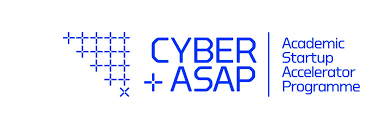 CYBER
+ ASAP
Academic
Startup
Accelerator
Programme